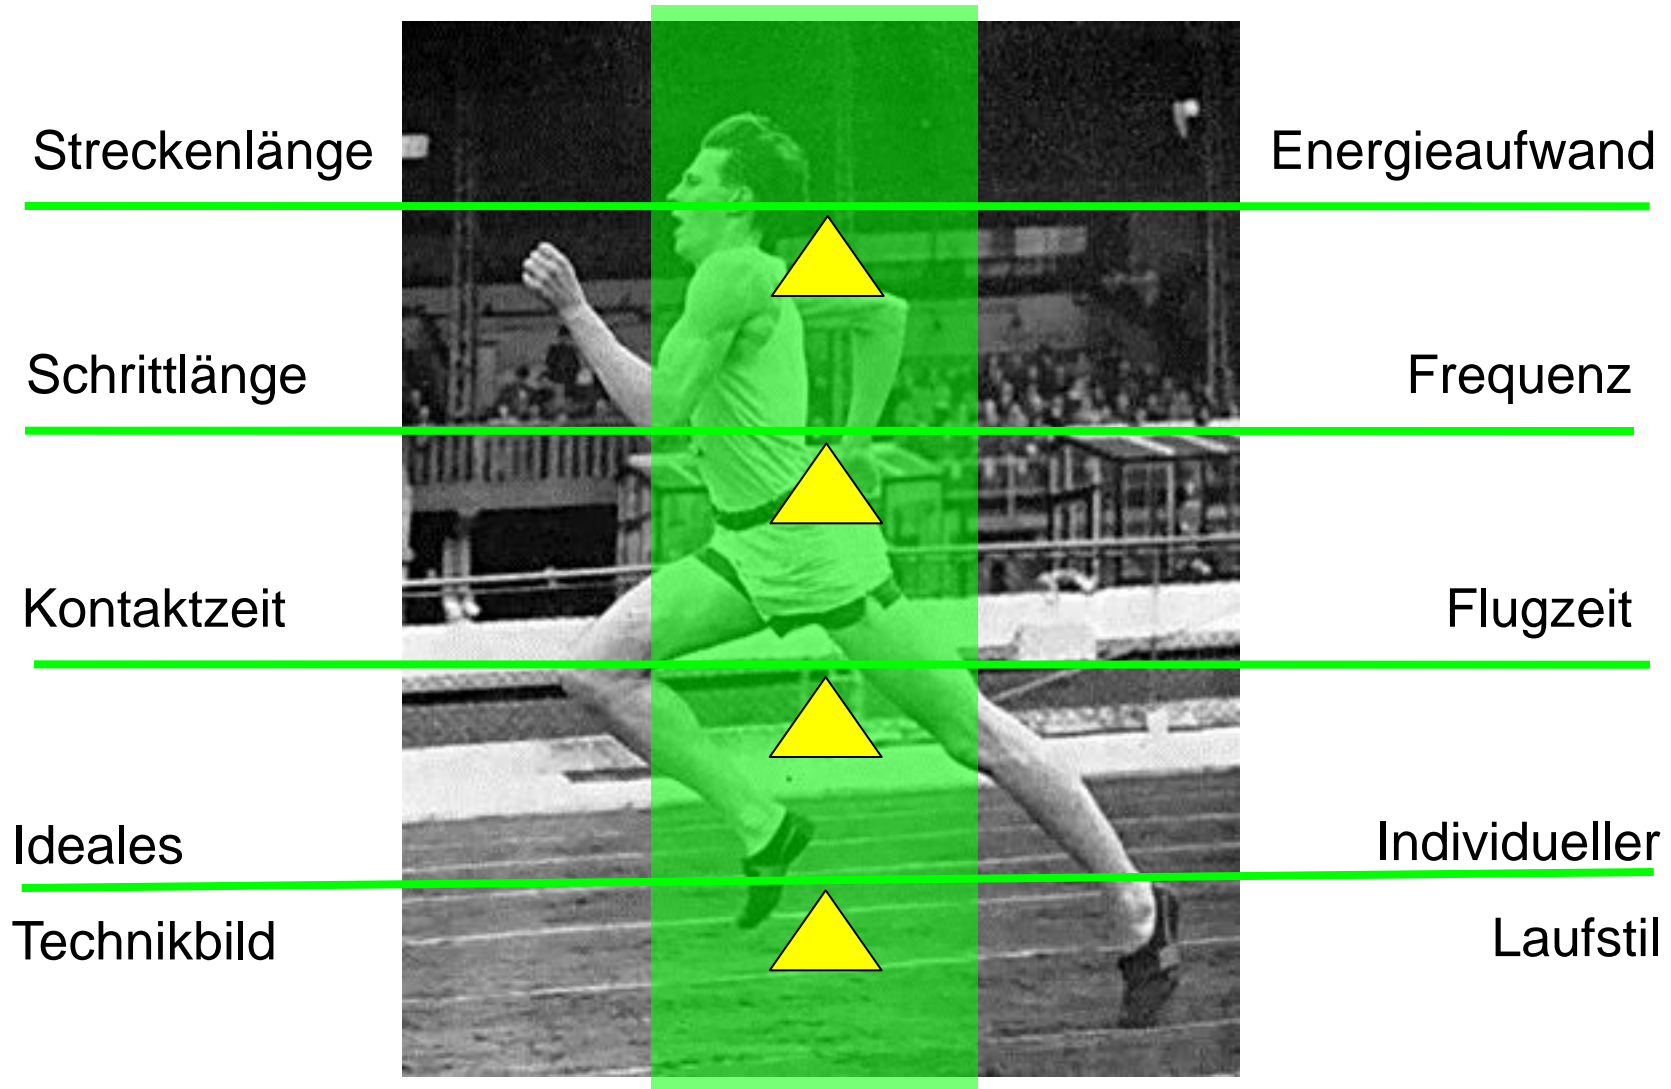 Streckenlänge
Energieaufwand
Schrittlänge
Frequenz
Kontaktzeit
Flugzeit
Ideales
Individueller
Technikbild
Laufstil